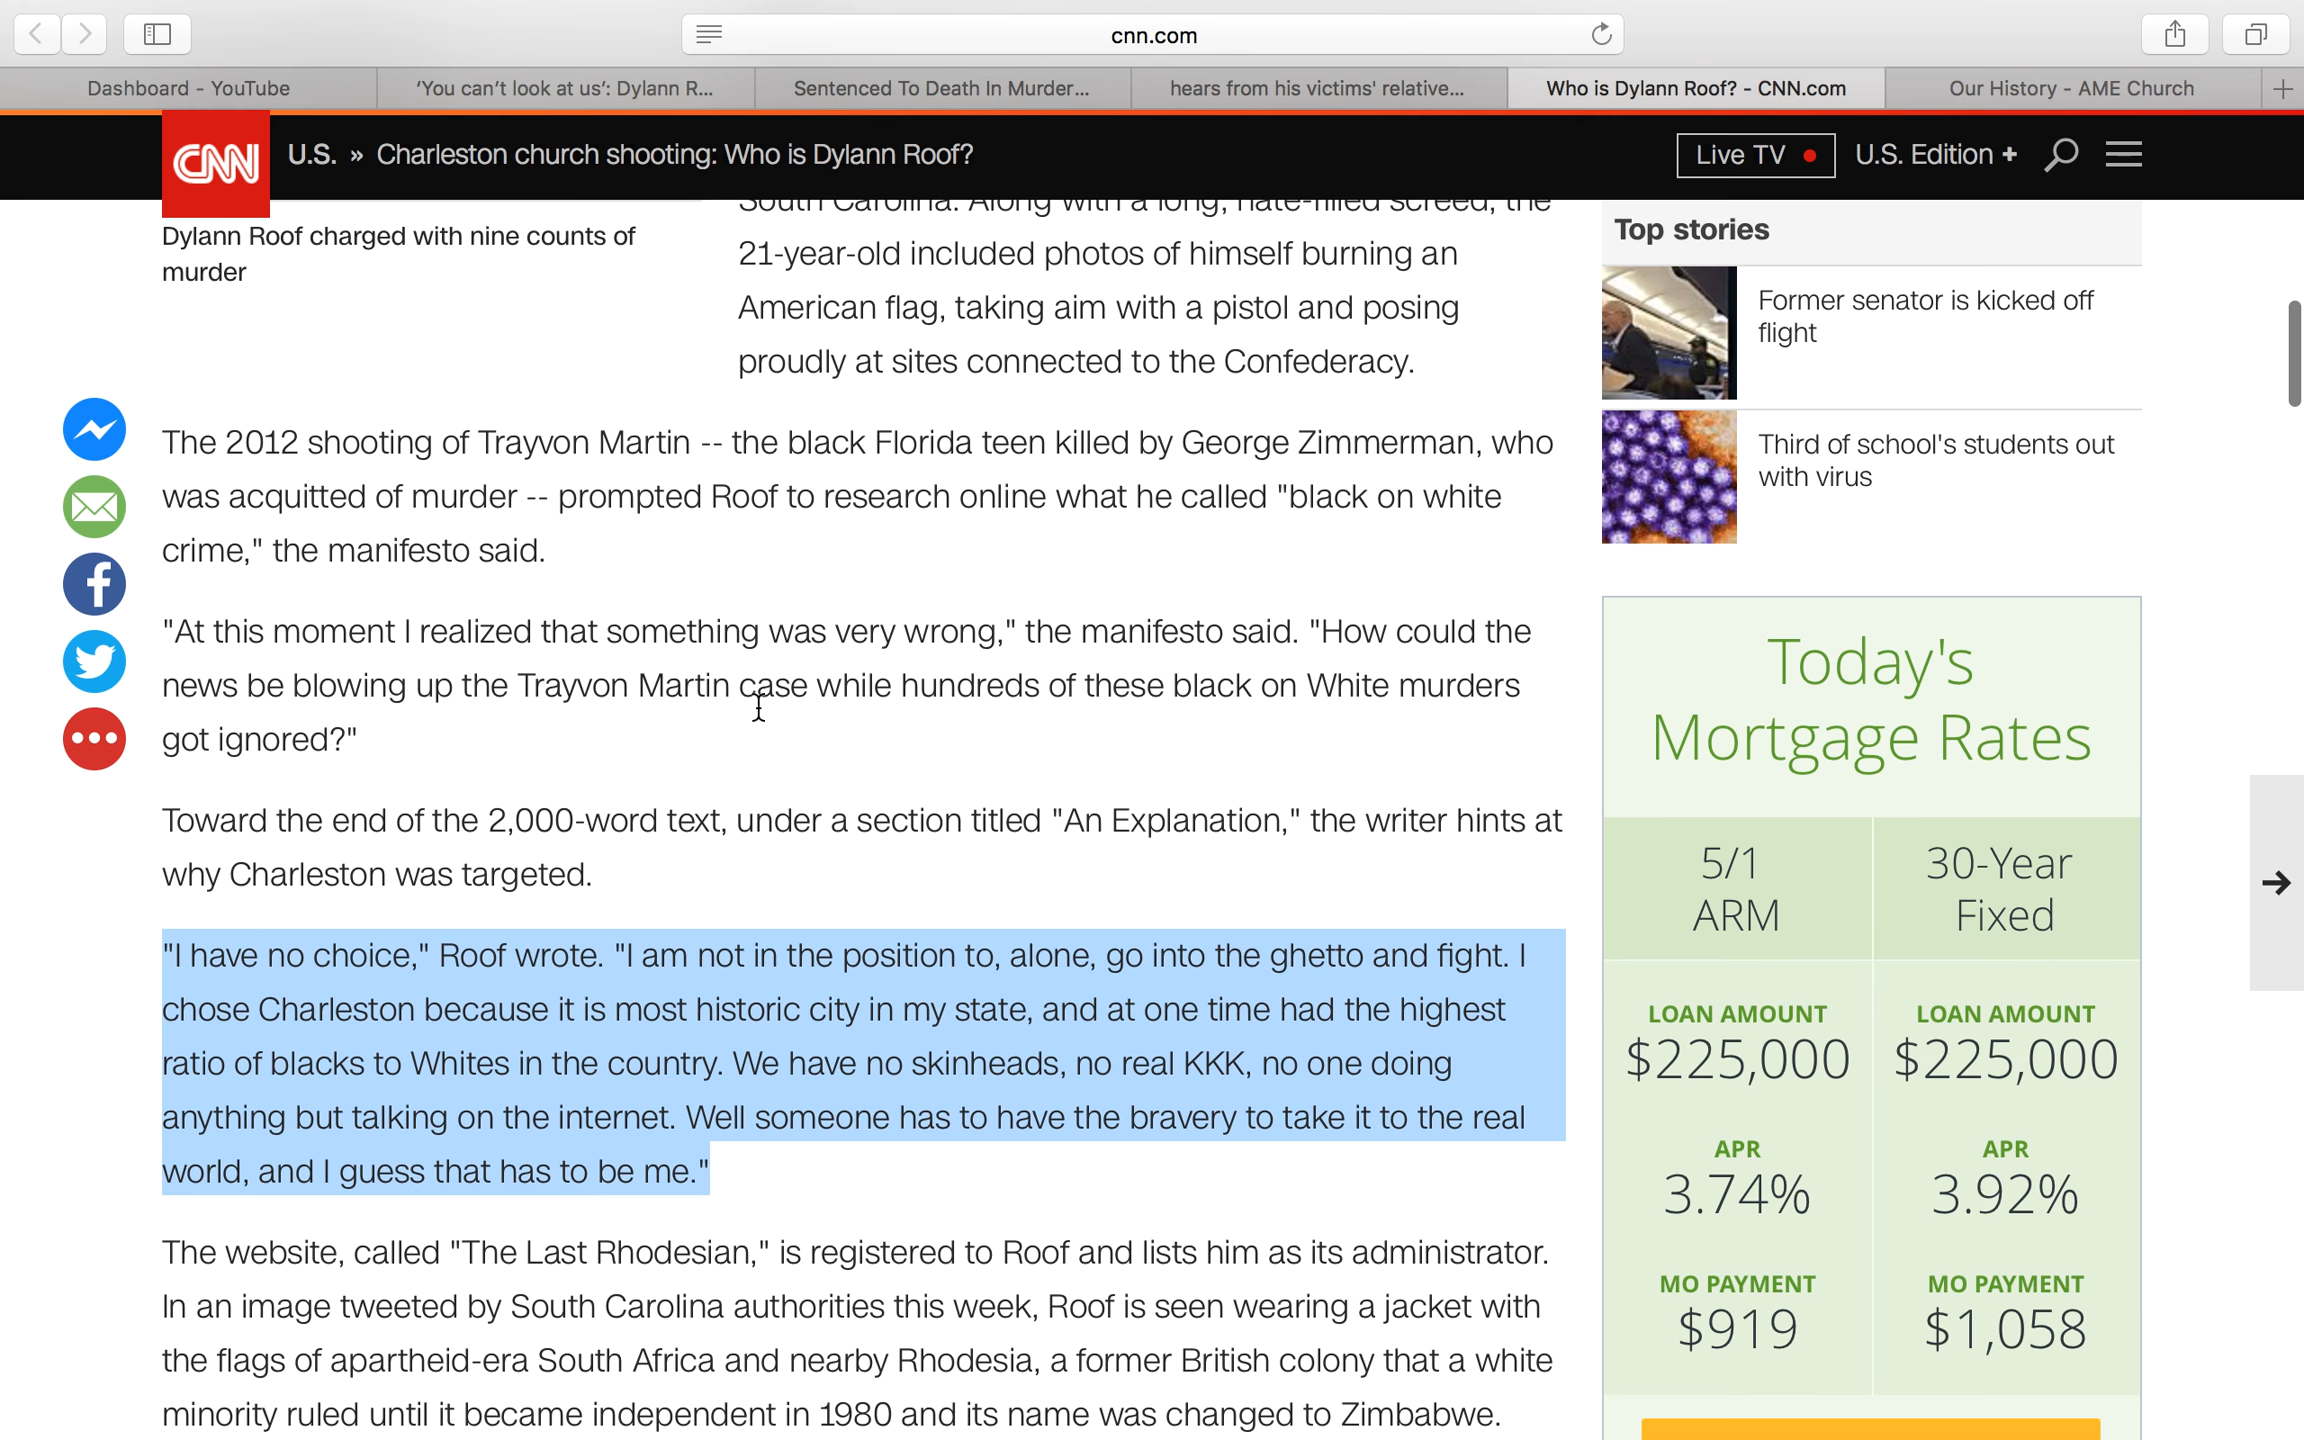 cnn.com
Dashboard - YouTube
'You can't look at us': Dylann R...
Sentenced To Death In Murder...
hears from his victims' relative...
Who is Dylann Roof? - CNN.com
Our History - AME Church
CNN
U.S. » Charleston church shooting: Who is Dylann Roof?
Live TV
U.S. Edition +
Dylann Roof charged with nine counts of
murder
South Carolina. Along with a long, hate-filled screed, the
21-year-old included photos of himself burning an
American flag, taking aim with a pistol and posing
proudly at sites connected to the Confederacy.
The 2012 shooting of Trayvon Martin -- the black Florida teen killed by George Zimmerman, who
was acquitted of murder -- prompted Roof to research online what he called "black on white
crime," the manifesto said.
"At this moment I realized that something was very wrong," the manifesto said. "How could the
news be blowing up the Trayvon Martin case while hundreds of these black on White murders
got ignored?"
Toward the end of the 2,000-word text, under a section titled "An Explanation," the writer hints at
why Charleston was targeted.
"I have no choice," Roof wrote. "I am not in the position to, alone, go into the ghetto and fight. I
chose Charleston because it is most historic city in my state, and at one time had the highest
ratio of blacks to Whites in the country. We have no skinheads, no real KKK, no one doing
anything but talking on the internet. Well someone has to have the bravery to take it to the real
world, and I guess that has to be me."
The website, called "The Last Rhodesian," is registered to Roof and lists him as its administrator.
In an image tweeted by South Carolina authorities this week, Roof is seen wearing a jacket with
the flags of apartheid-era South Africa and nearby Rhodesia, a former British colony that a white
minority ruled until it became independent in 1980 and its name was changed to Zimbabwe.
Top stories
Former senator is kicked off
flight
Third of school's students out
with virus
Today's
Mortgage Rates
5/1
ARM
30-Year
Fixed
LOAN AMOUNT
$225,000
LOAN AMOUNT
$225,000
APR
3.74%
APR
3.92%
MO PAYMENT
$919
MO PAYMENT
$1,058